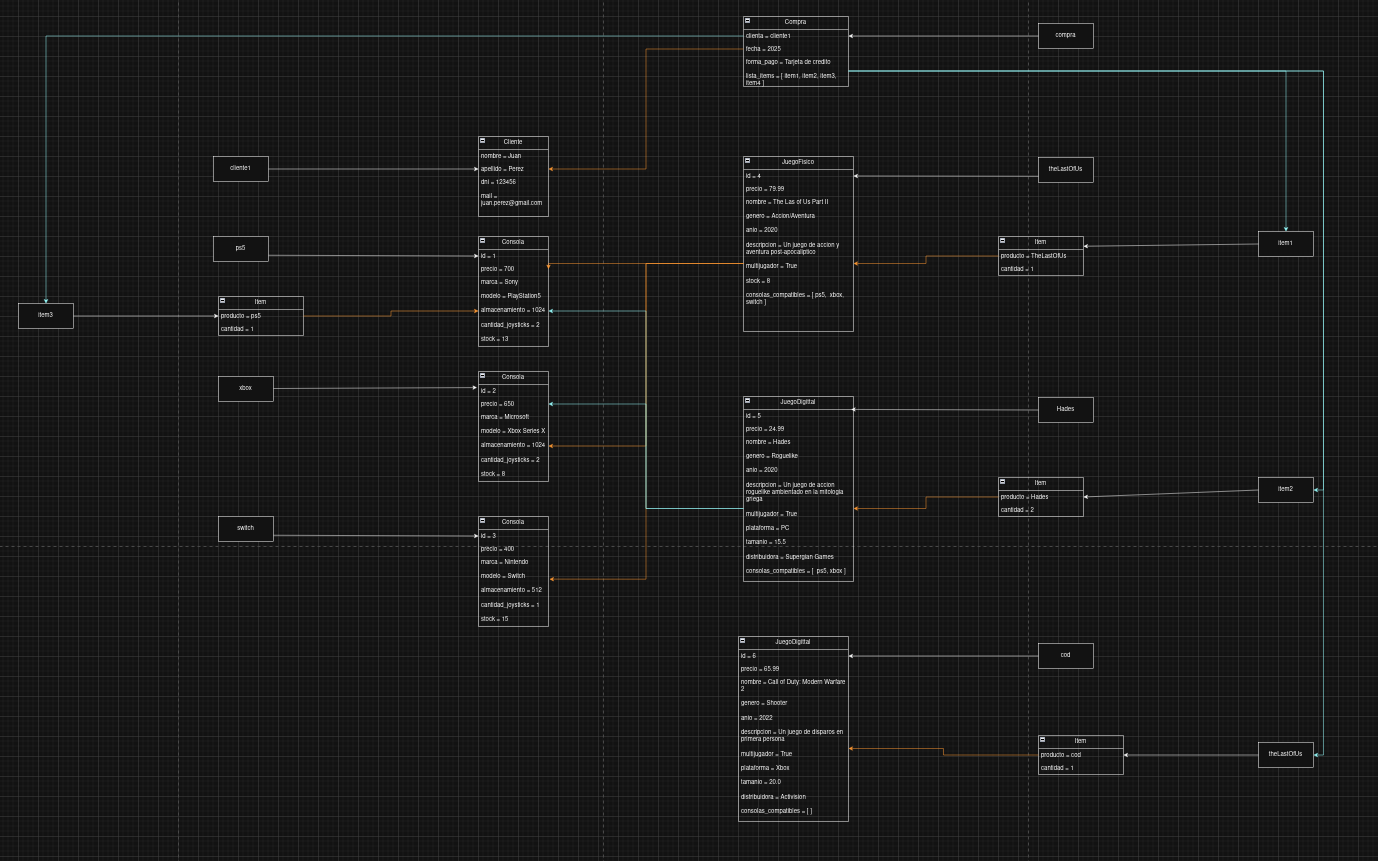 Compra
clienta = cliente1
fecha = 2025
forma_pago = Tarjeta de credito
lista_items = [ item1, item2, item3,
item4 ]
compra
Cliente
nombre = Juan
apellido = Perez
dni = 123456
mail =
juan.perez@gmail.com
cliente1
JuegoFisico
id = 4
precio = 79.99
nombre = The Las of Us Part II
genero = Accion/Aventura
anio = 2020
descripcion = Un juego de accion y
aventura post-apocaliptico
multijugador = True
stock = 8
consolas_compatibles = [ ps5, xbox,
switch ]
theLastOfUs
ps5
Consola
id = 1
precio = 700
marca = Sony
modelo = PlayStation5
almacenamiento = 1024
cantidad_joysticks = 2
stock = 13
Item
producto = TheLastOfUs
cantidad = 1
item1
item3
Item
producto = ps5
cantidad = 1
xbox
Consola
id = 2
precio = 650
marca = Microsoft
modelo = Xbox Series X
almacenamiento = 1024
cantidad_joysticks = 2
stock = 8
JuegoDigital
id = 5
precio = 24.99
nombre = Hades
genero = Roguelike
anio = 2020
descripcion = Un juego de accion
roguelike ambientado en la mitologia
griega
multijugador = True
plataforma = PC
tamanio = 15.5
distribuidora = Supergian Games
consolas_compatibles = [ ps5, xbox ]
Hades
Item
producto = Hades
cantidad = 2
item2
switch
Consola
id = 3
precio = 400
marca = Nintendo
modelo = Switch
almacenamiento = 512
cantidad_joysticks = 1
stock = 15
JuegoDigital
id = 6
precio = 65.99
nombre = Call of Duty: Modern Warfare
2
genero = Shooter
anio = 2022
descripcion = Un juego de disparos en
primera persona
multijugador = True
plataforma = Xbox
tamanio = 20.0
distribuidora = Activision
consolas_compatibles = [ ]
cod
Item
producto = cod
cantidad = 1
theLastOfUs